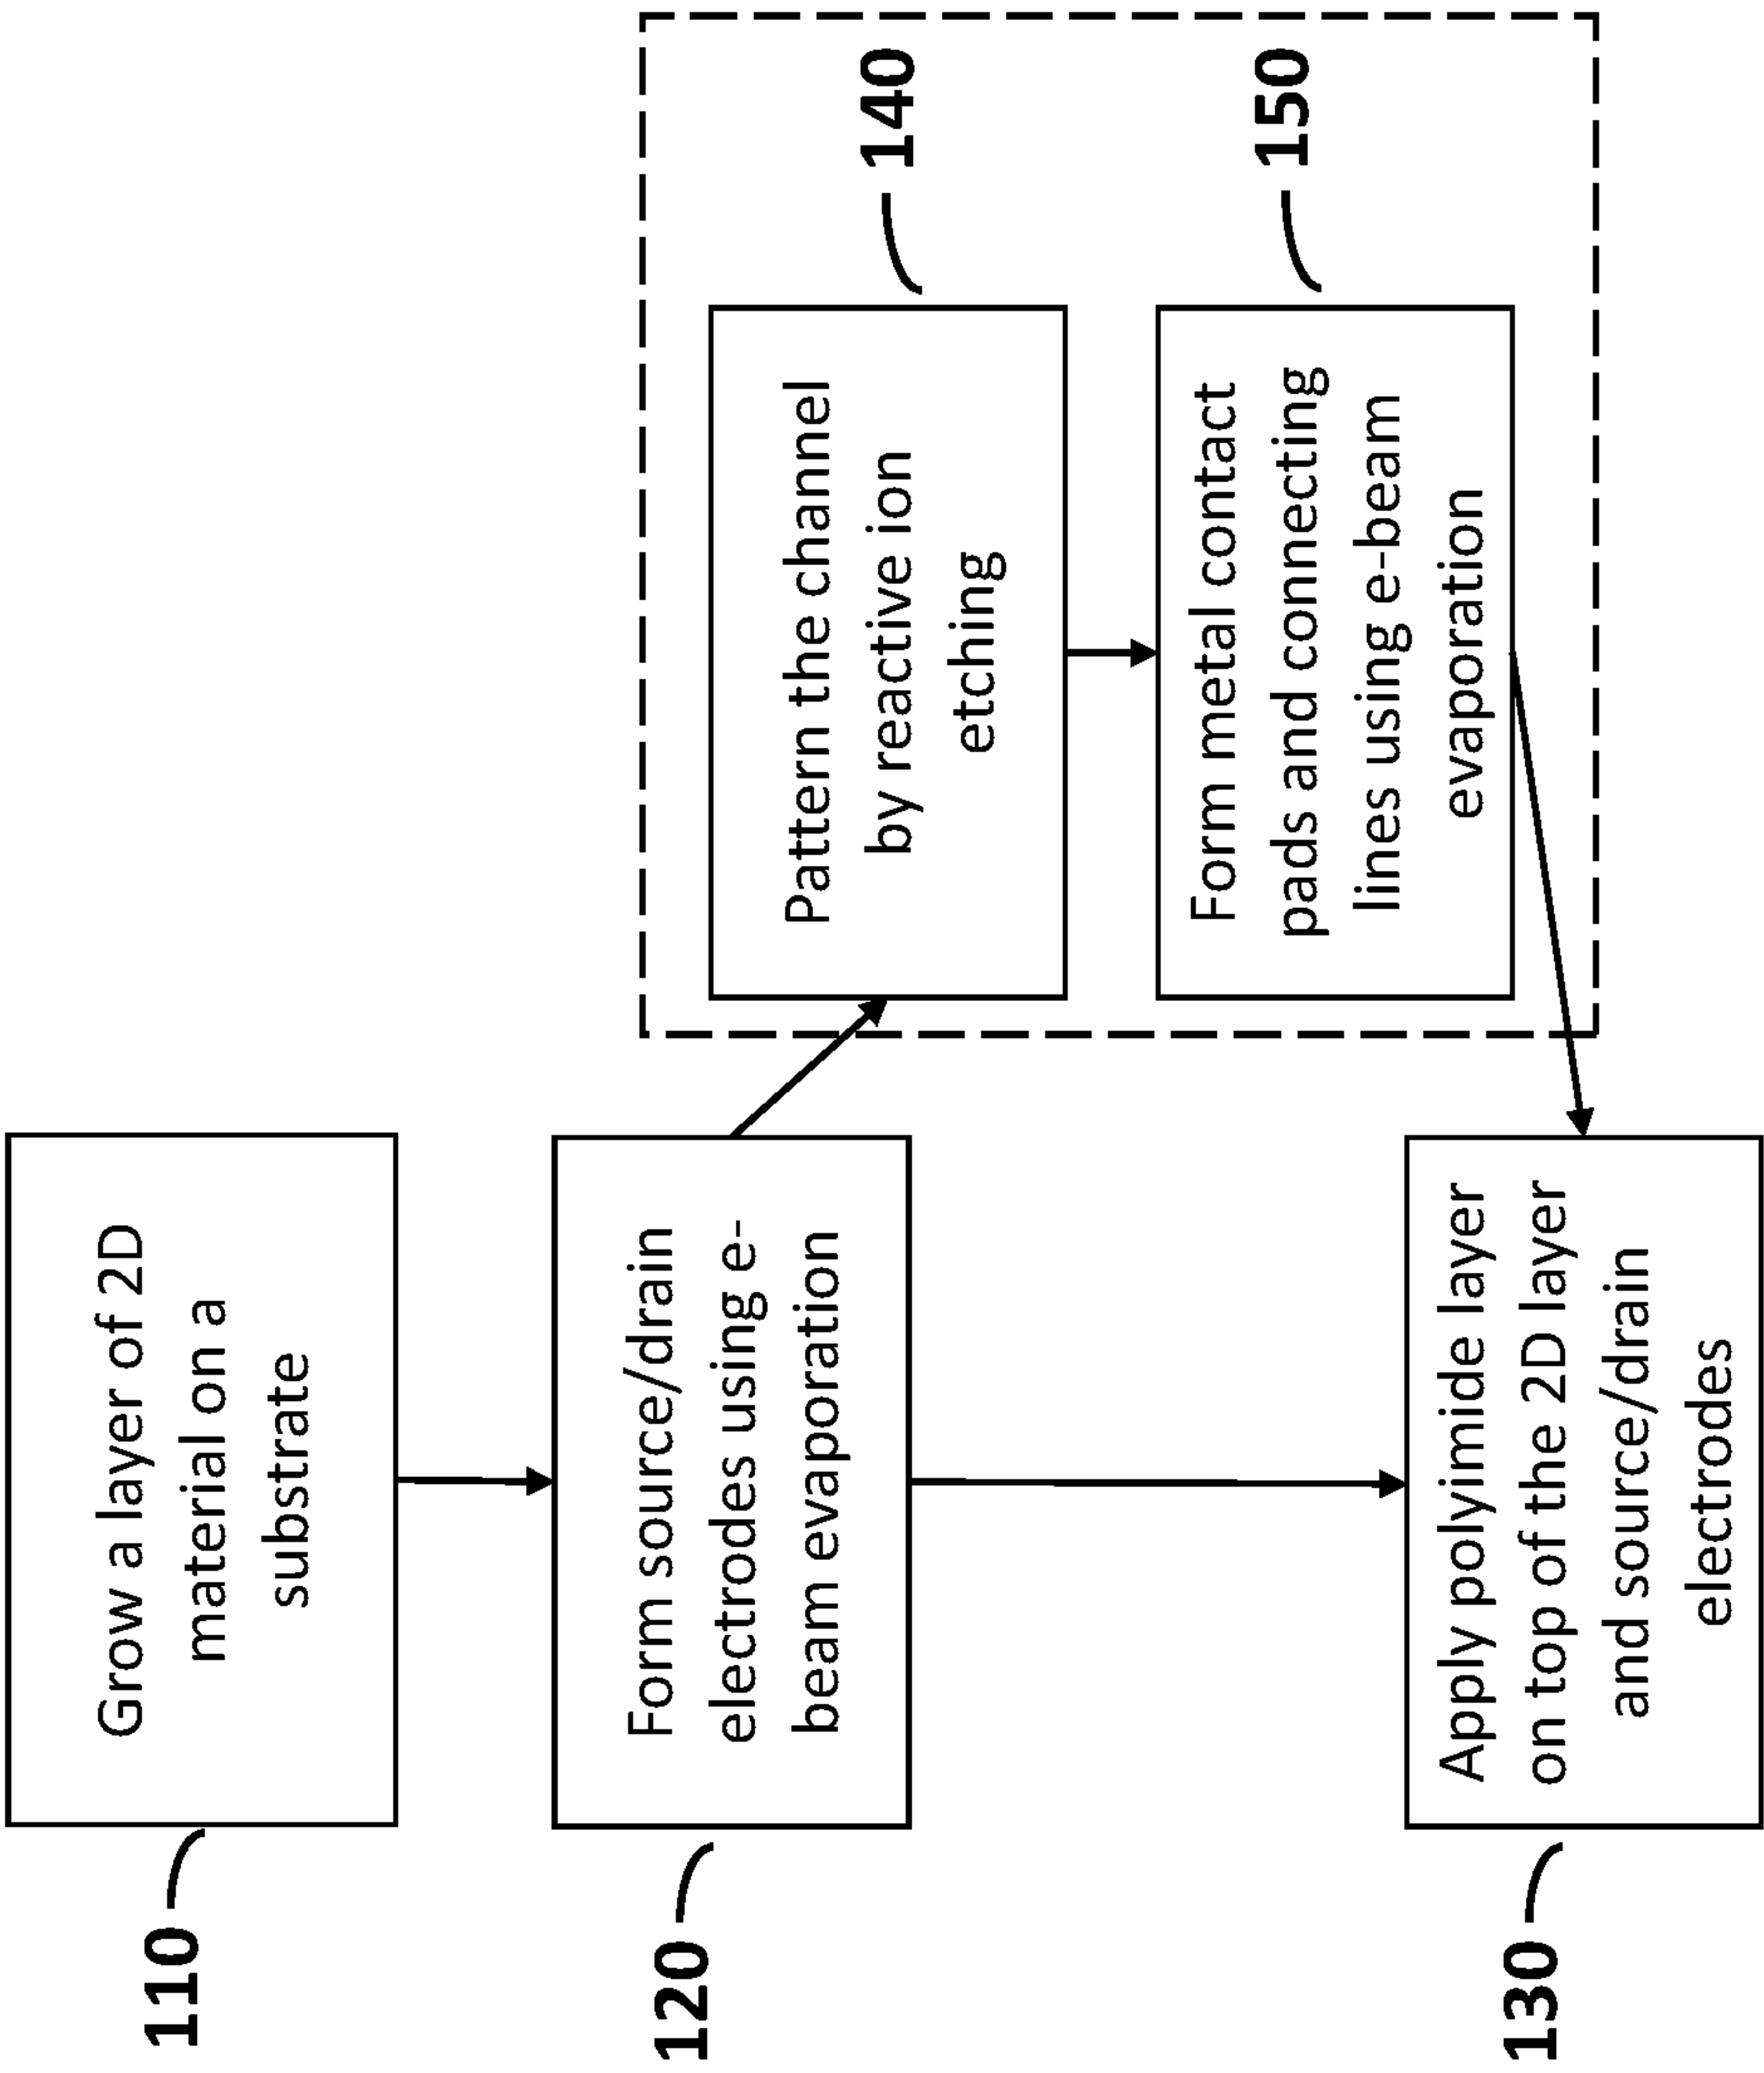 110
Grow a layer of 2D
material on a
substrate
120
Form source/drain
electrodes using e-
beam evaporation
Pattern the channel
by reactive ion
etching
140
Form metal contact
pads and connecting
lines using e-beam
evaporation
150
130
Apply polyimide layer
on top of the 2D layer
and source/drain
electrodes